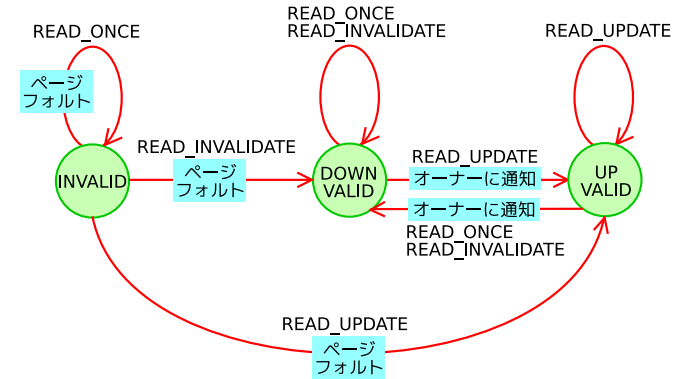 READ_ONCE
ページ
フォルト
INVALID
READ_INVALIDATE
ページ
フォルト
READ_ONCE
READ_INVALIDATE
DOWN
VALID
READ_UPDATE
オーナーに通知
オーナーに通知
READ_ONCE
READ_INVALIDATE
READ_UPDATE
UP
VALID
READ_UPDATE
ページ
フォルト